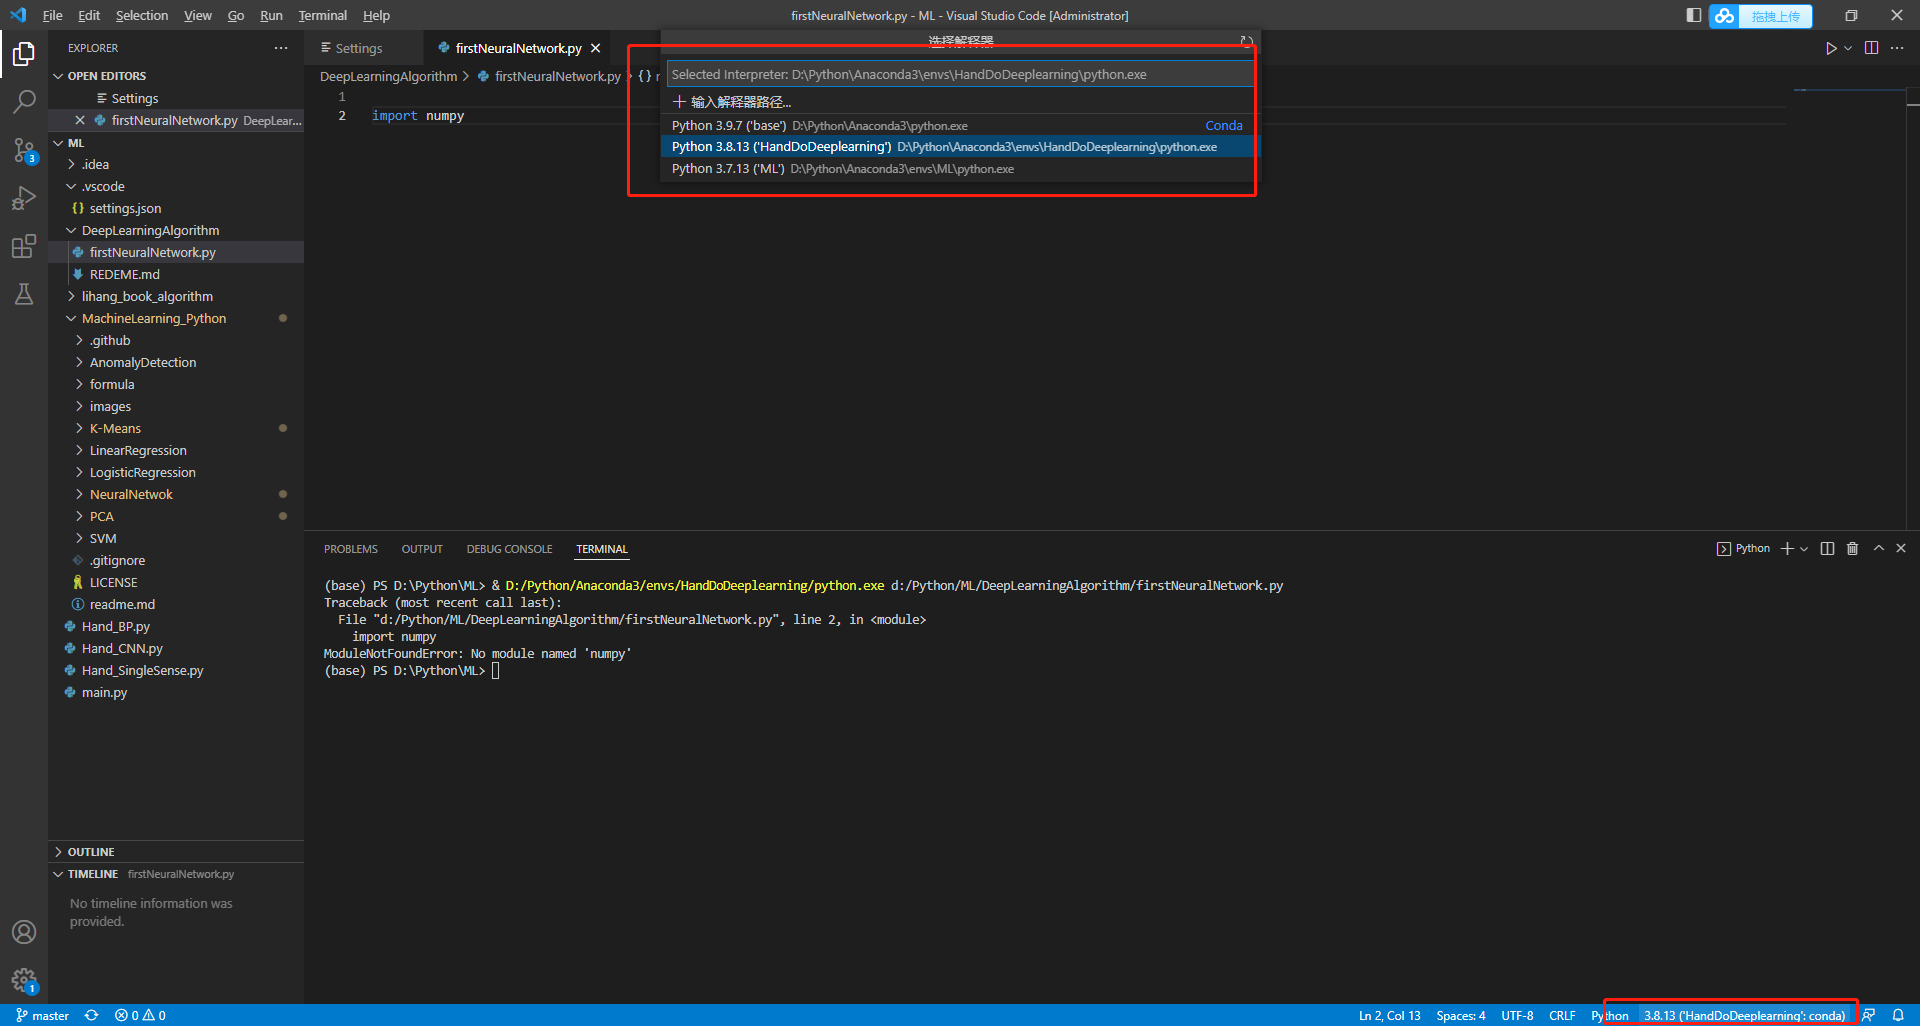 File Edit Selection View Go Run Terminal Help
firstNeuralNetwork.py - ML - Visual Studio Code [Administrator]
拖拽上传
EXPLORER
OPEN EDITORS
Settings
firstNeuralNetwork.py DeepLear...
ML
.idea
.vscode
{} settings.json
DeepLearningAlgorithm
firstNeuralNetwork.py
REDEME.md
lihang_book_algorithm
MachineLearning_Python
.github
AnomalyDetection
formula
images
K-Means
LinearRegression
LogisticRegression
NeuralNetwok
PCA
SVM
.gitignore
LICENSE
readme.md
Hand_BP.py
Hand_CNN.py
Hand_SingleSense.py
main.py
OUTLINE
TIMELINE firstNeuralNetwork.py
No timeline information was
provided.
3
1
Settings
firstNeuralNetwork.py
DeepLearningAlgorithm > firstNeuralNetwork.py > {}
1
2 import numpy
选择解释器
Selected Interpreter: D:\Python\Anaconda3\envs\HandDoDeeplearning\python.exe
+ 输入解释器路径...
Python 3.9.7 ('base') D:\Python\Anaconda3\python.exe Conda
Python 3.8.13 ('HandDoDeeplearning') D:\Python\Anaconda3\envs\HandDoDeeplearning\python.exe
Python 3.7.13 ('ML') D:\Python\Anaconda3\envs\ML\python.exe
PROBLEMS OUTPUT DEBUG CONSOLE TERMINAL
Python
(base) PS D:\Python\ML> & D:/Python/Anaconda3/envs/HandDoDeeplearning/python.exe d:/Python/ML/DeepLearningAlgorithm/firstNeuralNetwork.py
Traceback (most recent call last):
File "d:/Python/ML/DeepLearningAlgorithm/firstNeuralNetwork.py", line 2, in <module>
import numpy
ModuleNotFoundError: No module named 'numpy'
(base) PS D:\Python\ML>
master 0 0
Ln 2, Col 13 Spaces: 4 UTF-8 CRLF Python 3.8.13 ('HandDoDeeplearning': conda)